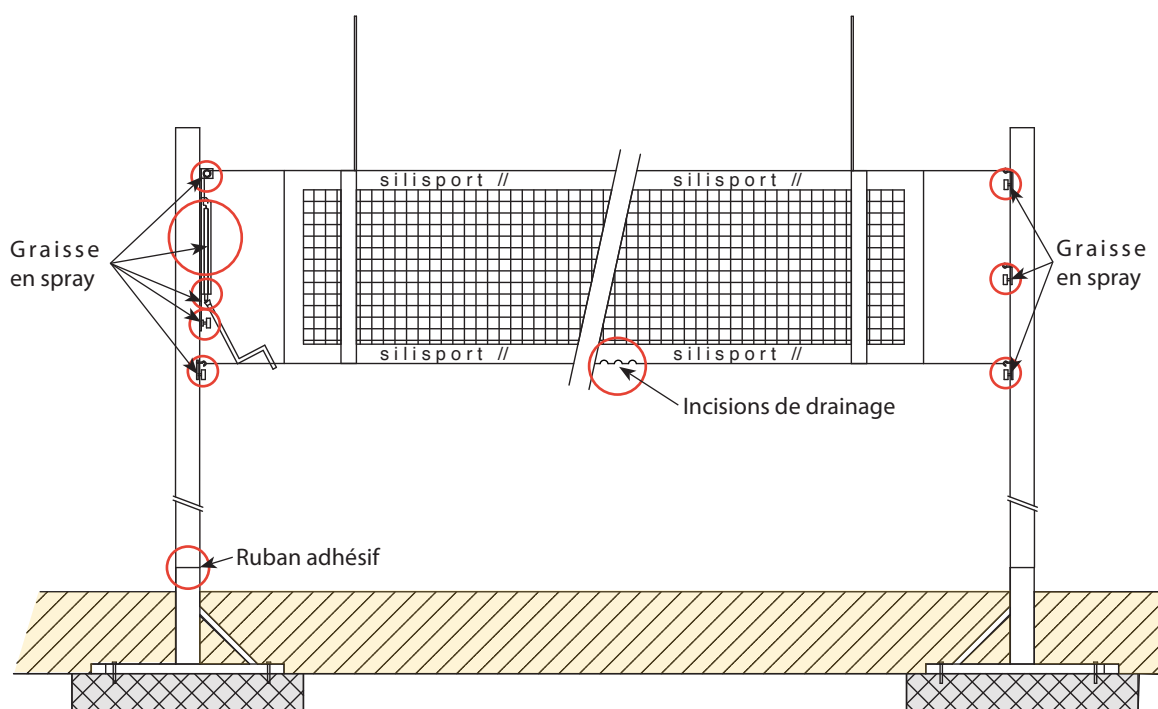 silisport //
silisport //
Graisse
en spray
Graisse
en spray
silisport //
silisport //
Incisions de drainage
Ruban adhésif